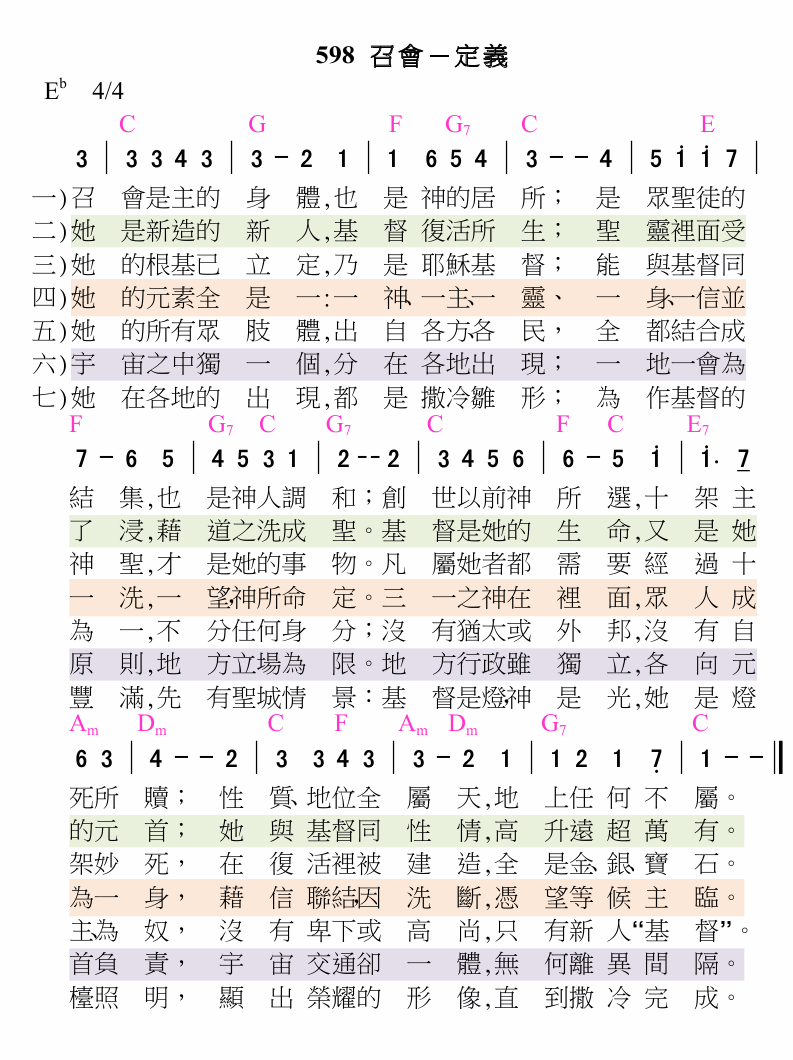 598 召會－定義
E♭ 4/4
C G F G7 C E
3 | 3 3 4 3 | 3 - 2 1 | 1 6 5 4 | 3 - - 4 | 5 i̇ i̇ 7 |
一)召 會是主的 身 體,也 是 神的居 所； 是 眾聖徒的
二)她 是新造的 新 人,基 督 復活所 生； 聖 靈裡面受
三)她 的根基已 立 定,乃 是 耶穌基 督； 能 與基督同
四)她 的元素全 是 一:一 神、一主、一 靈、 一 身、一信並
五)她 的所有眾 肢 體,出 自 各方、各 民， 全 都結合成
六)宇 宙之中獨 一 個,分 在 各地出 現； 一 地一會為
七)她 在各地的 出 現,都 是 撒冷雛 形； 為 作基督的
F G7 C G7 C F C E7
7 - 6 5 | 4 5 3 1 | 2 - - 2 | 3 4 5 6 | 6 - 5 i̇ | i̇. 7
結 集,也 是神人調 和；創 世以前神 所 選,十 架 主
了 浸,藉 道之洗成 聖。基 督是她的 生 命,又 是 她
神 聖,才 是她的事 物。凡 屬她者都 需 要 經 過 十
一 洗,一 望,神所命 定。三 一之神在 裡 面,眾 人 成
為 一,不 分任何身 分；沒 有猶太或 外 邦,沒 有 自
原 則,地 方立場為 限。地 方行政雖 獨 立,各 向 元
豐 滿,先 有聖城情 景：基 督是燈,神 是 光,她 是 燈
Am Dm C F Am Dm G7 C
6 3 | 4 - - 2 | 3 3 4 3 | 3 - 2 1 | 1 2 1 7̣ | 1 - - ‖
死所 贖； 性 質、地位全 屬 天,地 上任 何 不 屬。
的元 首； 她 與 基督同 性 情,高 升遠 超 萬 有。
架妙 死， 在 復 活裡被 建 造,全 是金、銀、寶 石。
為一 身， 藉 信 聯結,因 洗 斷,憑 望等 候 主 臨。
主、為 奴， 沒 有 卑下或 高 尚,只 有新 人“基 督”。
首負 責， 宇 宙 交通卻 一 體,無 何離 異 間 隔。
檯照 明， 顯 出 榮耀的 形 像,直 到撒 冷 完 成。